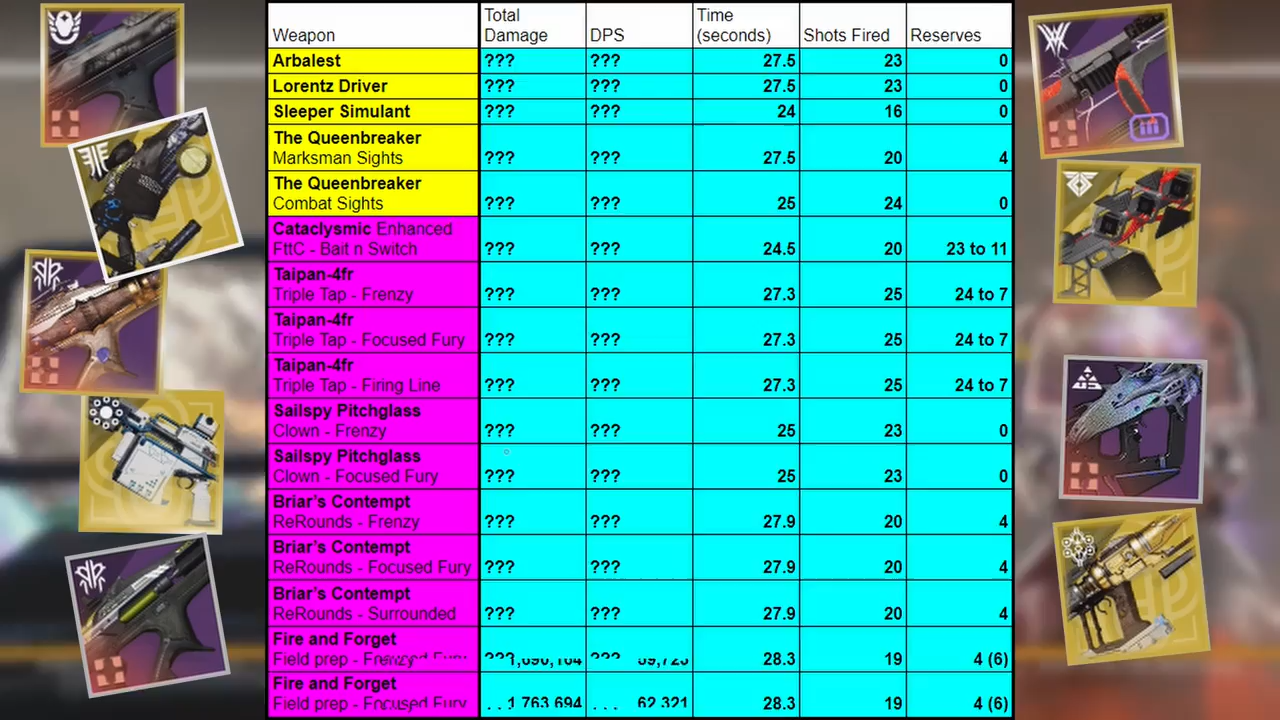 Weapon Total Damage DPS Time (seconds) Shots Fired Reserves
Arbalest ??? ??? 27.5 23 0
Lorentz Driver ??? ??? 27.5 23 0
Sleeper Simulant ??? ??? 24 16 0
The Queenbreaker
Marksman Sights ??? ??? 27.5 20 4
The Queenbreaker
Combat Sights ??? ??? 25 24 0
Cataclysmic Enhanced
FttC - Bait n Switch ??? ??? 24.5 20 23 to 11
Taipan-4fr
Triple Tap - Frenzy ??? ??? 27.3 25 24 to 7
Taipan-4fr
Triple Tap - Focused Fury ??? ??? 27.3 25 24 to 7
Taipan-4fr
Triple Tap - Firing Line ??? ??? 27.3 25 24 to 7
Sailspy Pitchglass
Clown - Frenzy ??? ??? 25 23 0
Sailspy Pitchglass
Clown - Focused Fury ??? ??? 25 23 0
Briar's Contempt
ReRounds - Frenzy ??? ??? 27.9 20 4
Briar's Contempt
ReRounds - Focused Fury ??? ??? 27.9 20 4
Briar's Contempt
ReRounds - Surrounded ??? ??? 27.9 20 4
Fire and Forget
Field prep - ??? ??? 28.3 19 4 (6)
Fire and Forget
Field prep - Focused Fury 1,763,694 62,321 28.3 19 4 (6)